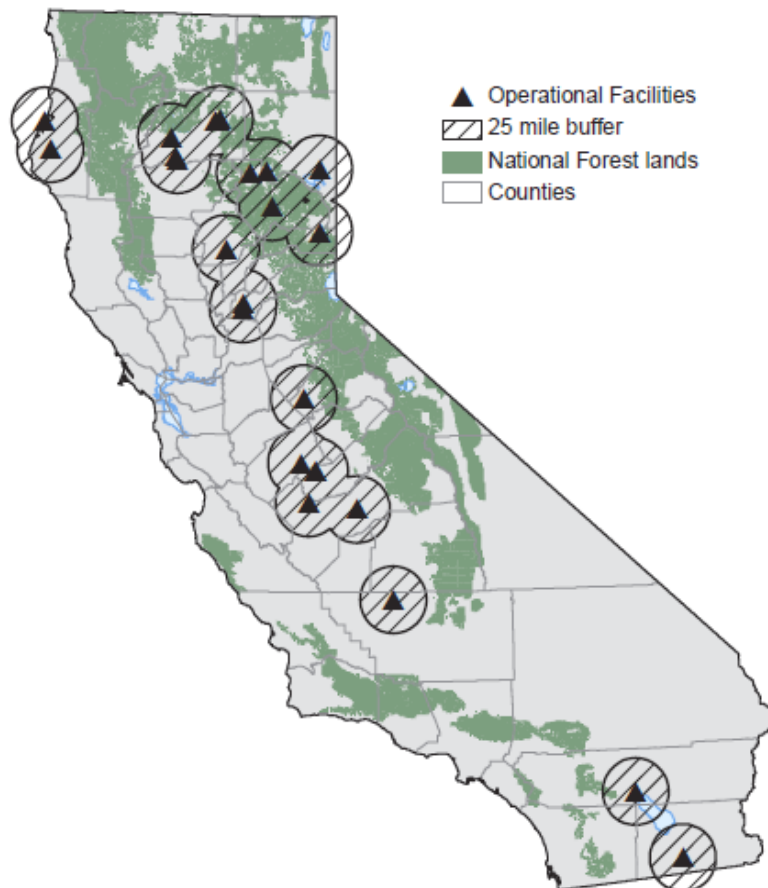 Operational Facilities
25 mile buffer
National Forest lands
Counties